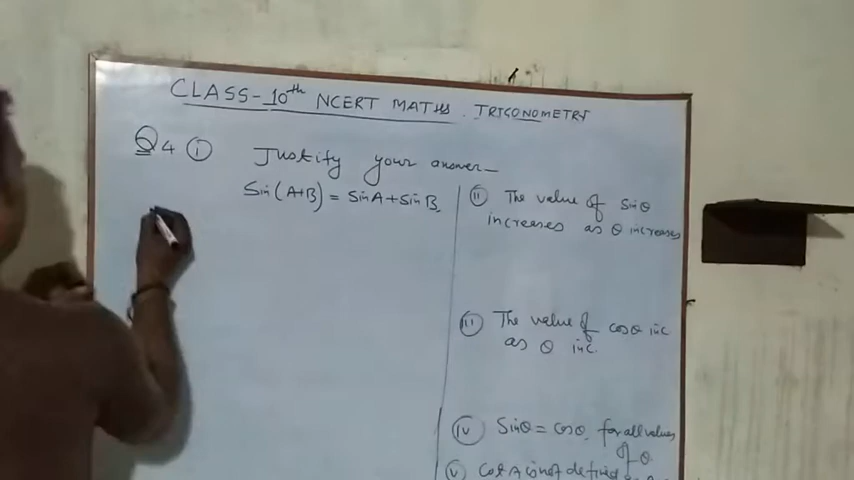 CLASS-10th NCERT MATHS. TRIGONOMETRY
Q4 (i) Justify your answer-
Sin(A+B) = SinA+SinB.
(ii) The value of Sinθ
increases as θ increases
(iii) The value of cosθ inc
as θ inc.
(iv) Sinθ = cosθ. for all values
of θ.
(v) Cot A is not defined